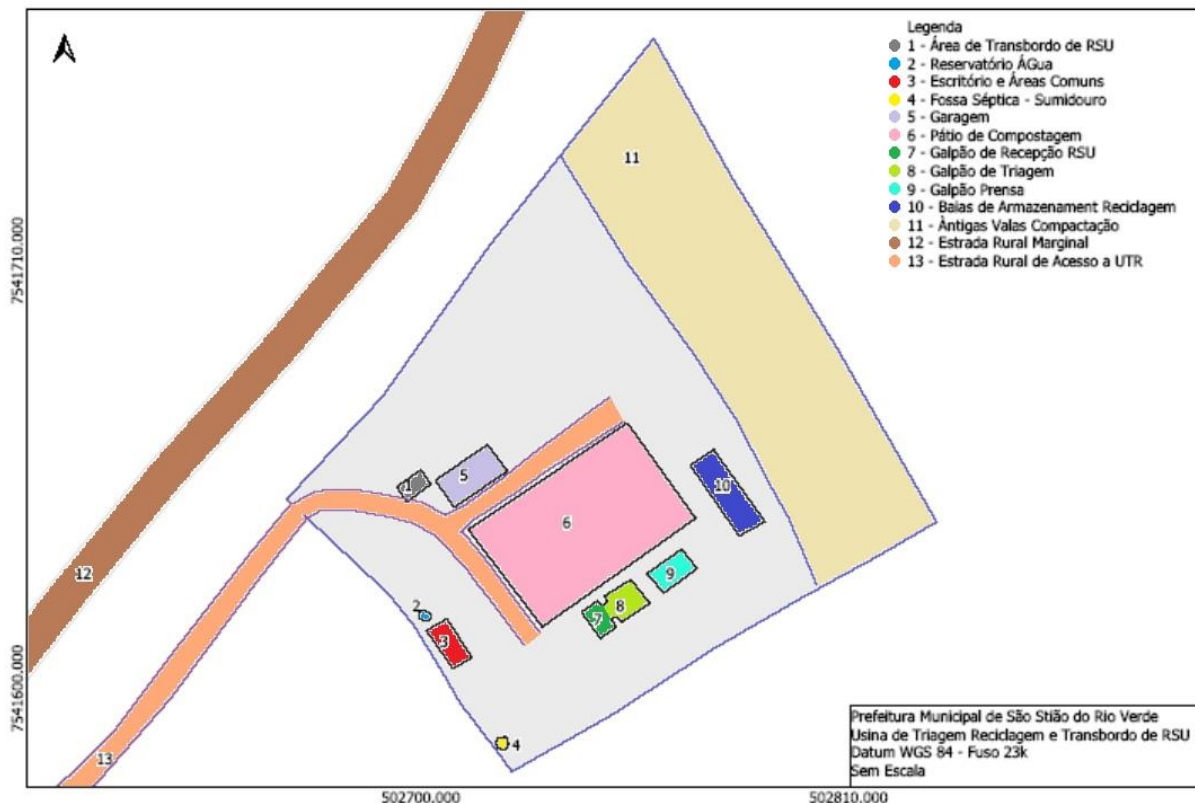 Legenda
1 - Área de Transbordo de RSU
2 - Reservatório ÁGua
3 - Escritório e Áreas Comuns
4 - Fossa Séptica - Sumidouro
5 - Garagem
6 - Pátio de Compostagem
7 - Galpão de Recepção RSU
8 - Galpão de Triagem
9 - Galpão Prensa
10 - Baias de Armazenament Reciclagem
11 - Àntigas Valas Compactação
12 - Estrada Rural Marginal
13 - Estrada Rural de Acesso a UTR
11
7541710.000
5
1
10
6
12
9
2
8
7
3
7541600.000
4
13
Prefeitura Municipal de São Stião do Rio Verde
Usina de Triagem Reciclagem e Transbordo de RSU
Datum WGS 84 - Fuso 23k
Sem Escala
502700.000
502810.000